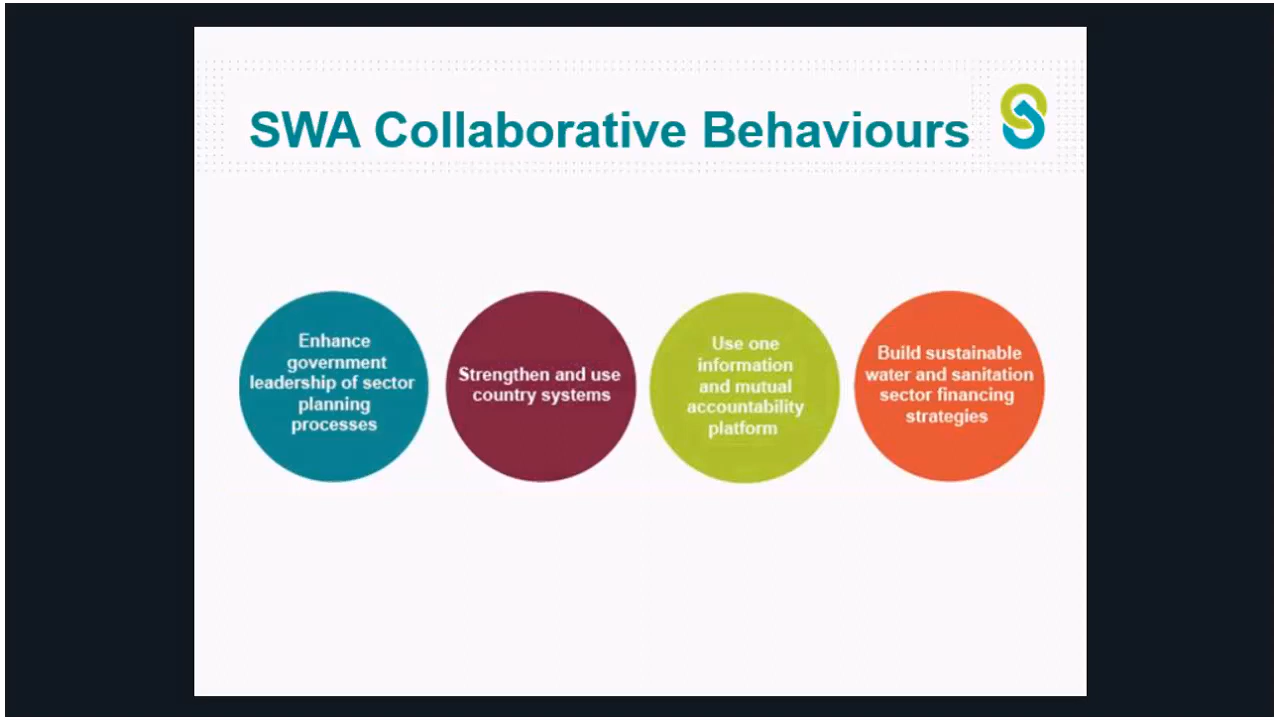 SWA Collaborative Behaviours
Enhance
government
leadership of sector
planning
processes
Strengthen and use
country systems
Use one
information
and mutual
accountability
platform
Build sustainable
water and sanitation
sector financing
strategies